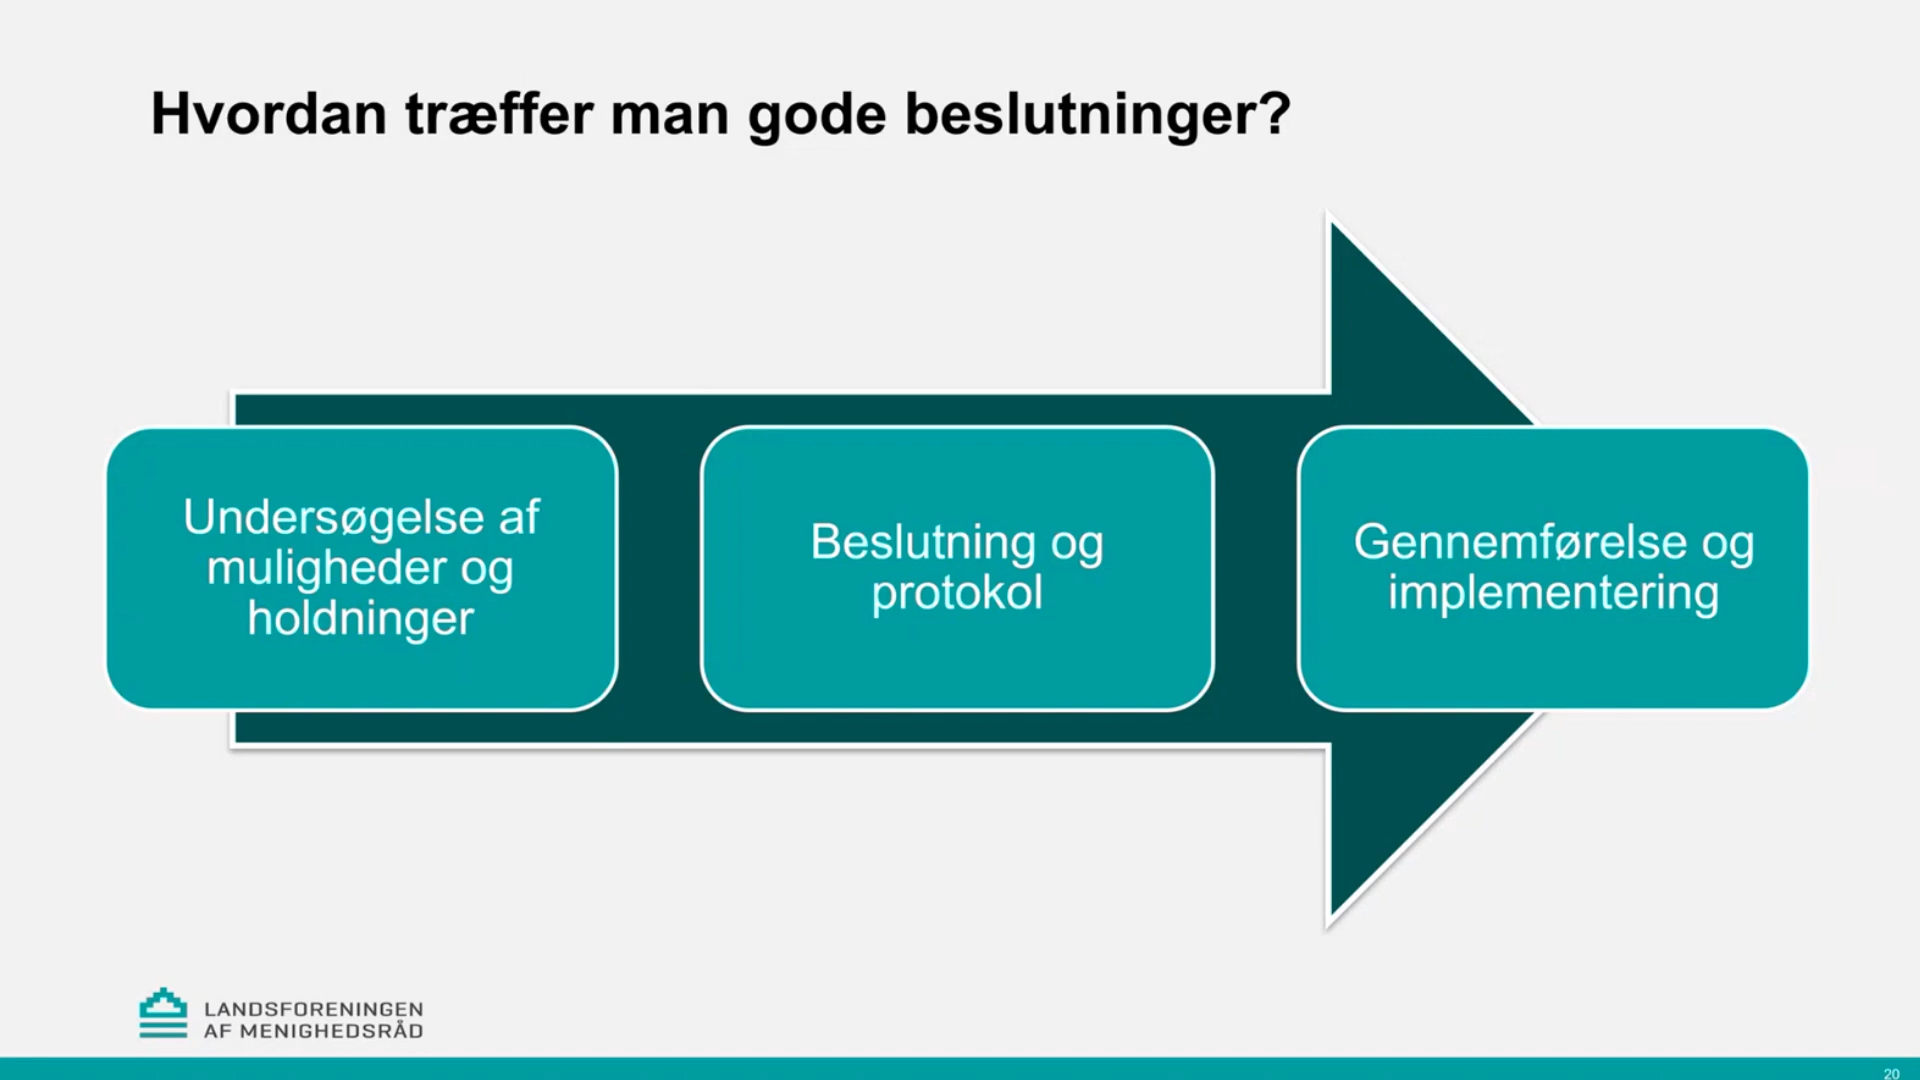 Hvordan træffer man gode beslutninger?
Undersøgelse af
muligheder og
holdninger
Beslutning og
protokol
Gennemførelse og
implementering
LANDSFORENINGEN
AF MENIGHEDSRÅD
20